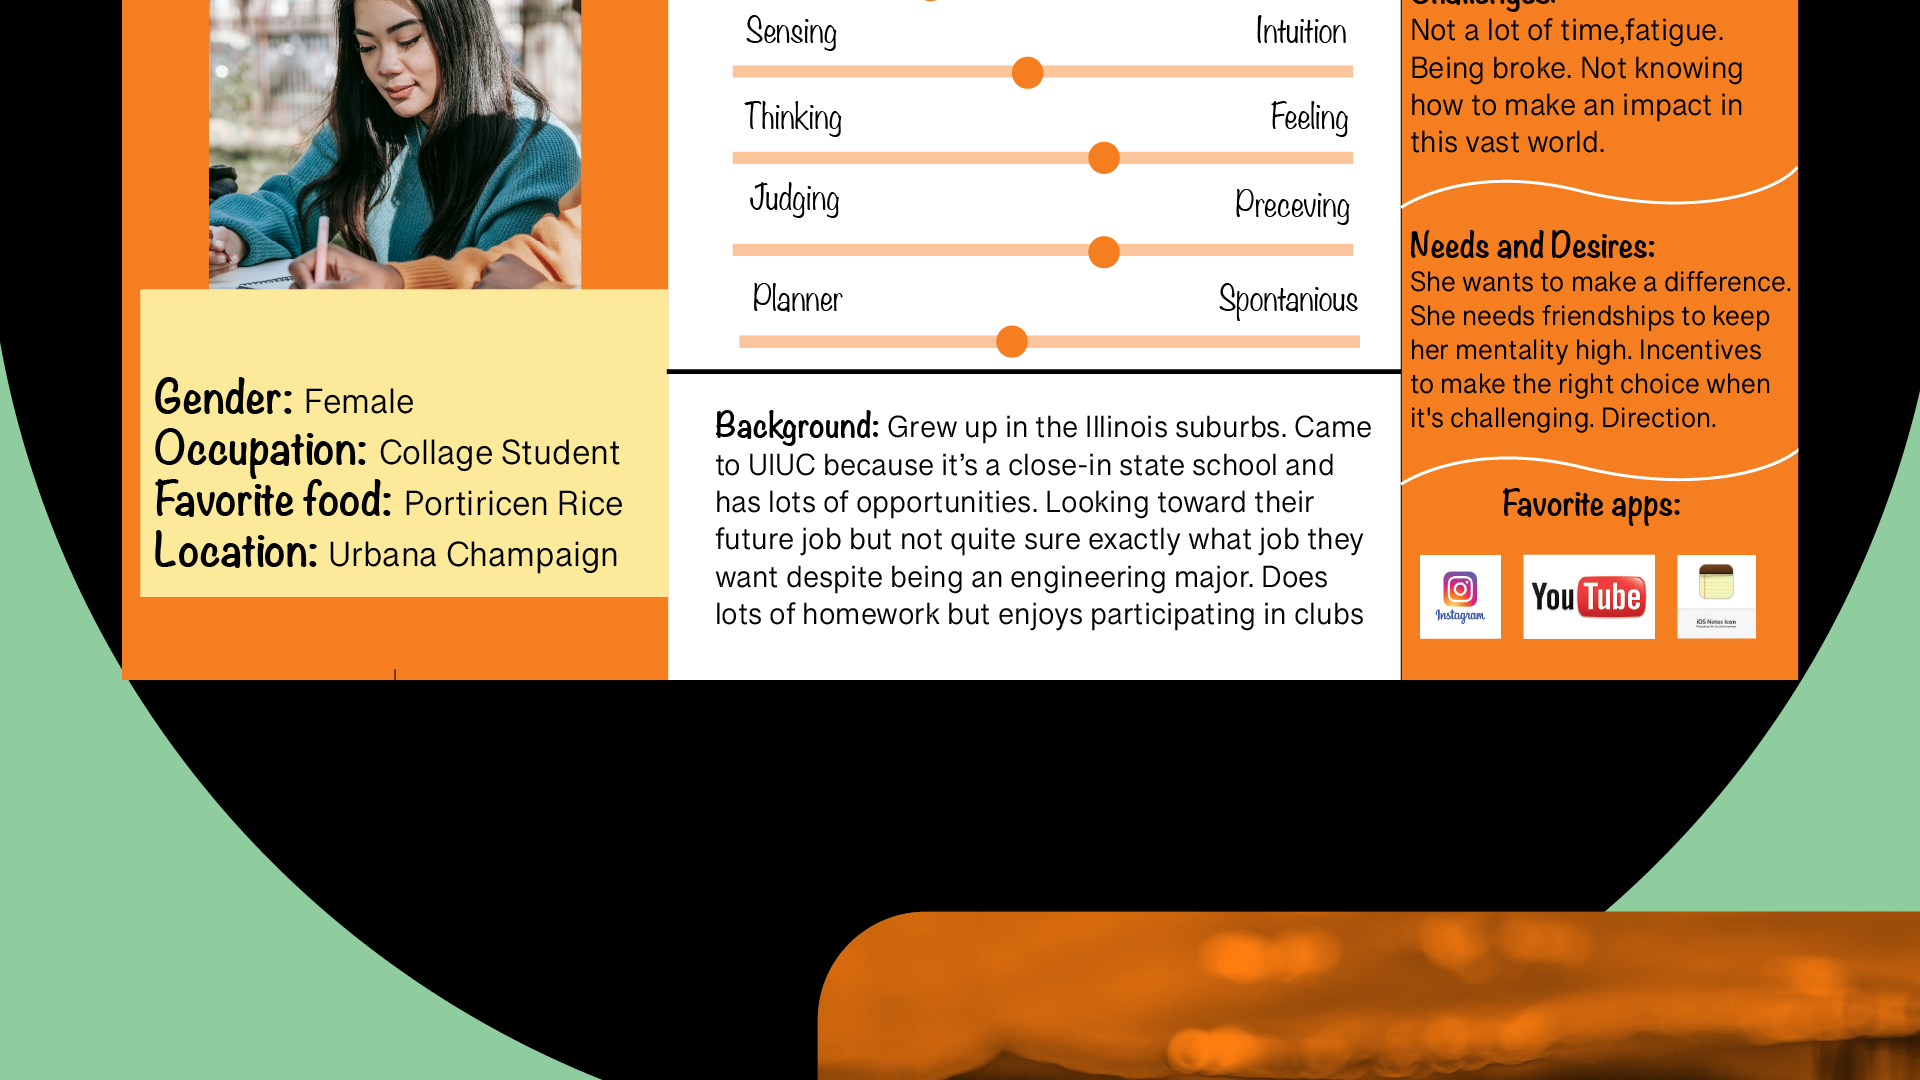 Gender: Female
Occupation: Collage Student
Favorite food: Portiricen Rice
Location: Urbana Champaign
Sensing Intuition
Thinking Feeling
Judging Preceving
Planner Spontanious
Background: Grew up in the Illinois suburbs. Came
to UIUC because it’s a close-in state school and
has lots of opportunities. Looking toward their
future job but not quite sure exactly what job they
want despite being an engineering major. Does
lots of homework but enjoys participating in clubs
Challenges:
Not a lot of time,fatigue.
Being broke. Not knowing
how to make an impact in
this vast world.
Needs and Desires:
She wants to make a difference.
She needs friendships to keep
her mentality high. Incentives
to make the right choice when
it's challenging. Direction.
Favorite apps:
Instagram
YouTube
iOS Notes Icon